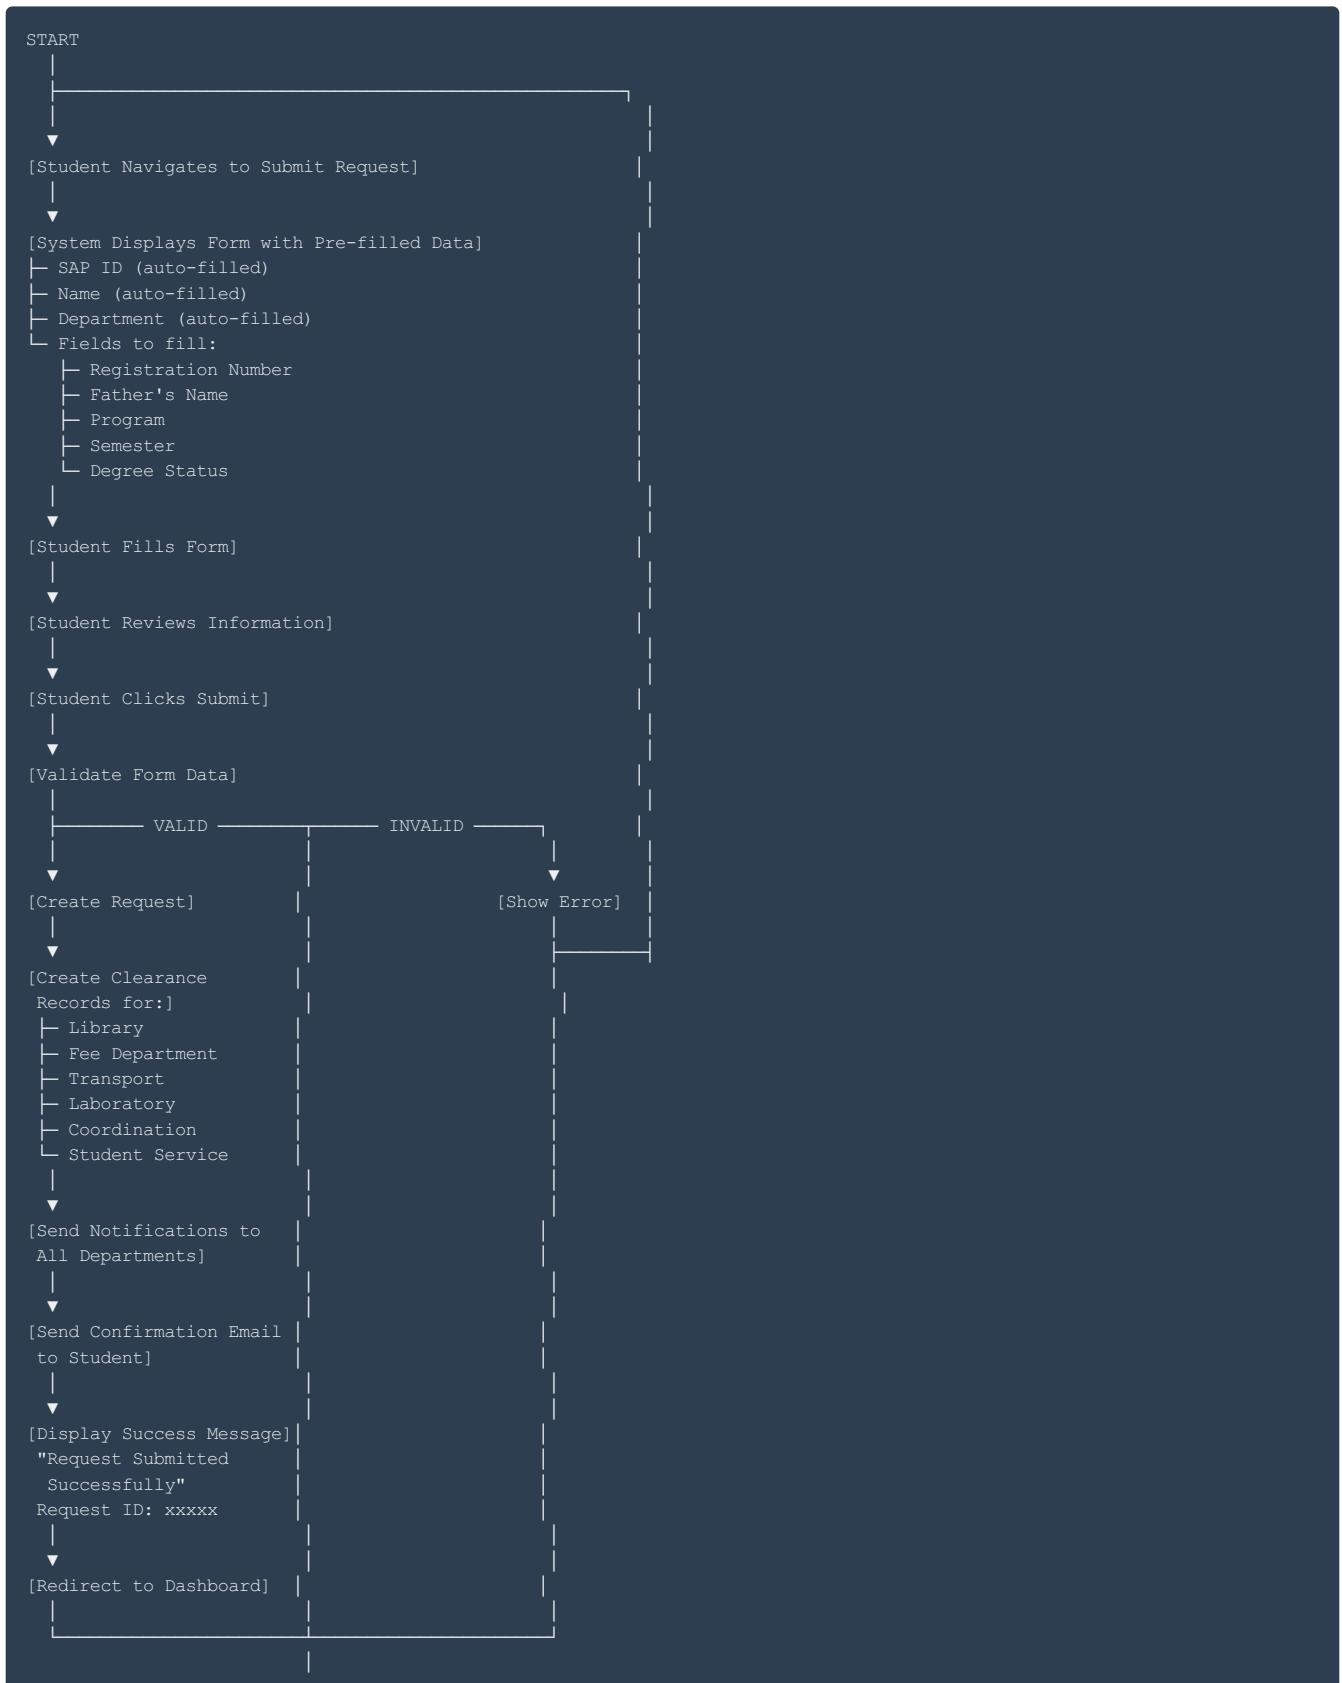 START
[Student Navigates to Submit Request]
[System Displays Form with Pre-filled Data]
SAP ID (auto-filled)
Name (auto-filled)
Department (auto-filled)
Fields to fill:
Registration Number
Father's Name
Program
Semester
Degree Status
[Student Fills Form]
[Student Reviews Information]
[Student Clicks Submit]
[Validate Form Data]
VALID INVALID
[Create Request] [Show Error]
[Create Clearance
Records for:]
Library
Fee Department
Transport
Laboratory
Coordination
Student Service
[Send Notifications to
All Departments]
[Send Confirmation Email
to Student]
[Display Success Message]
"Request Submitted
Successfully"
Request ID: xxxxx
[Redirect to Dashboard]